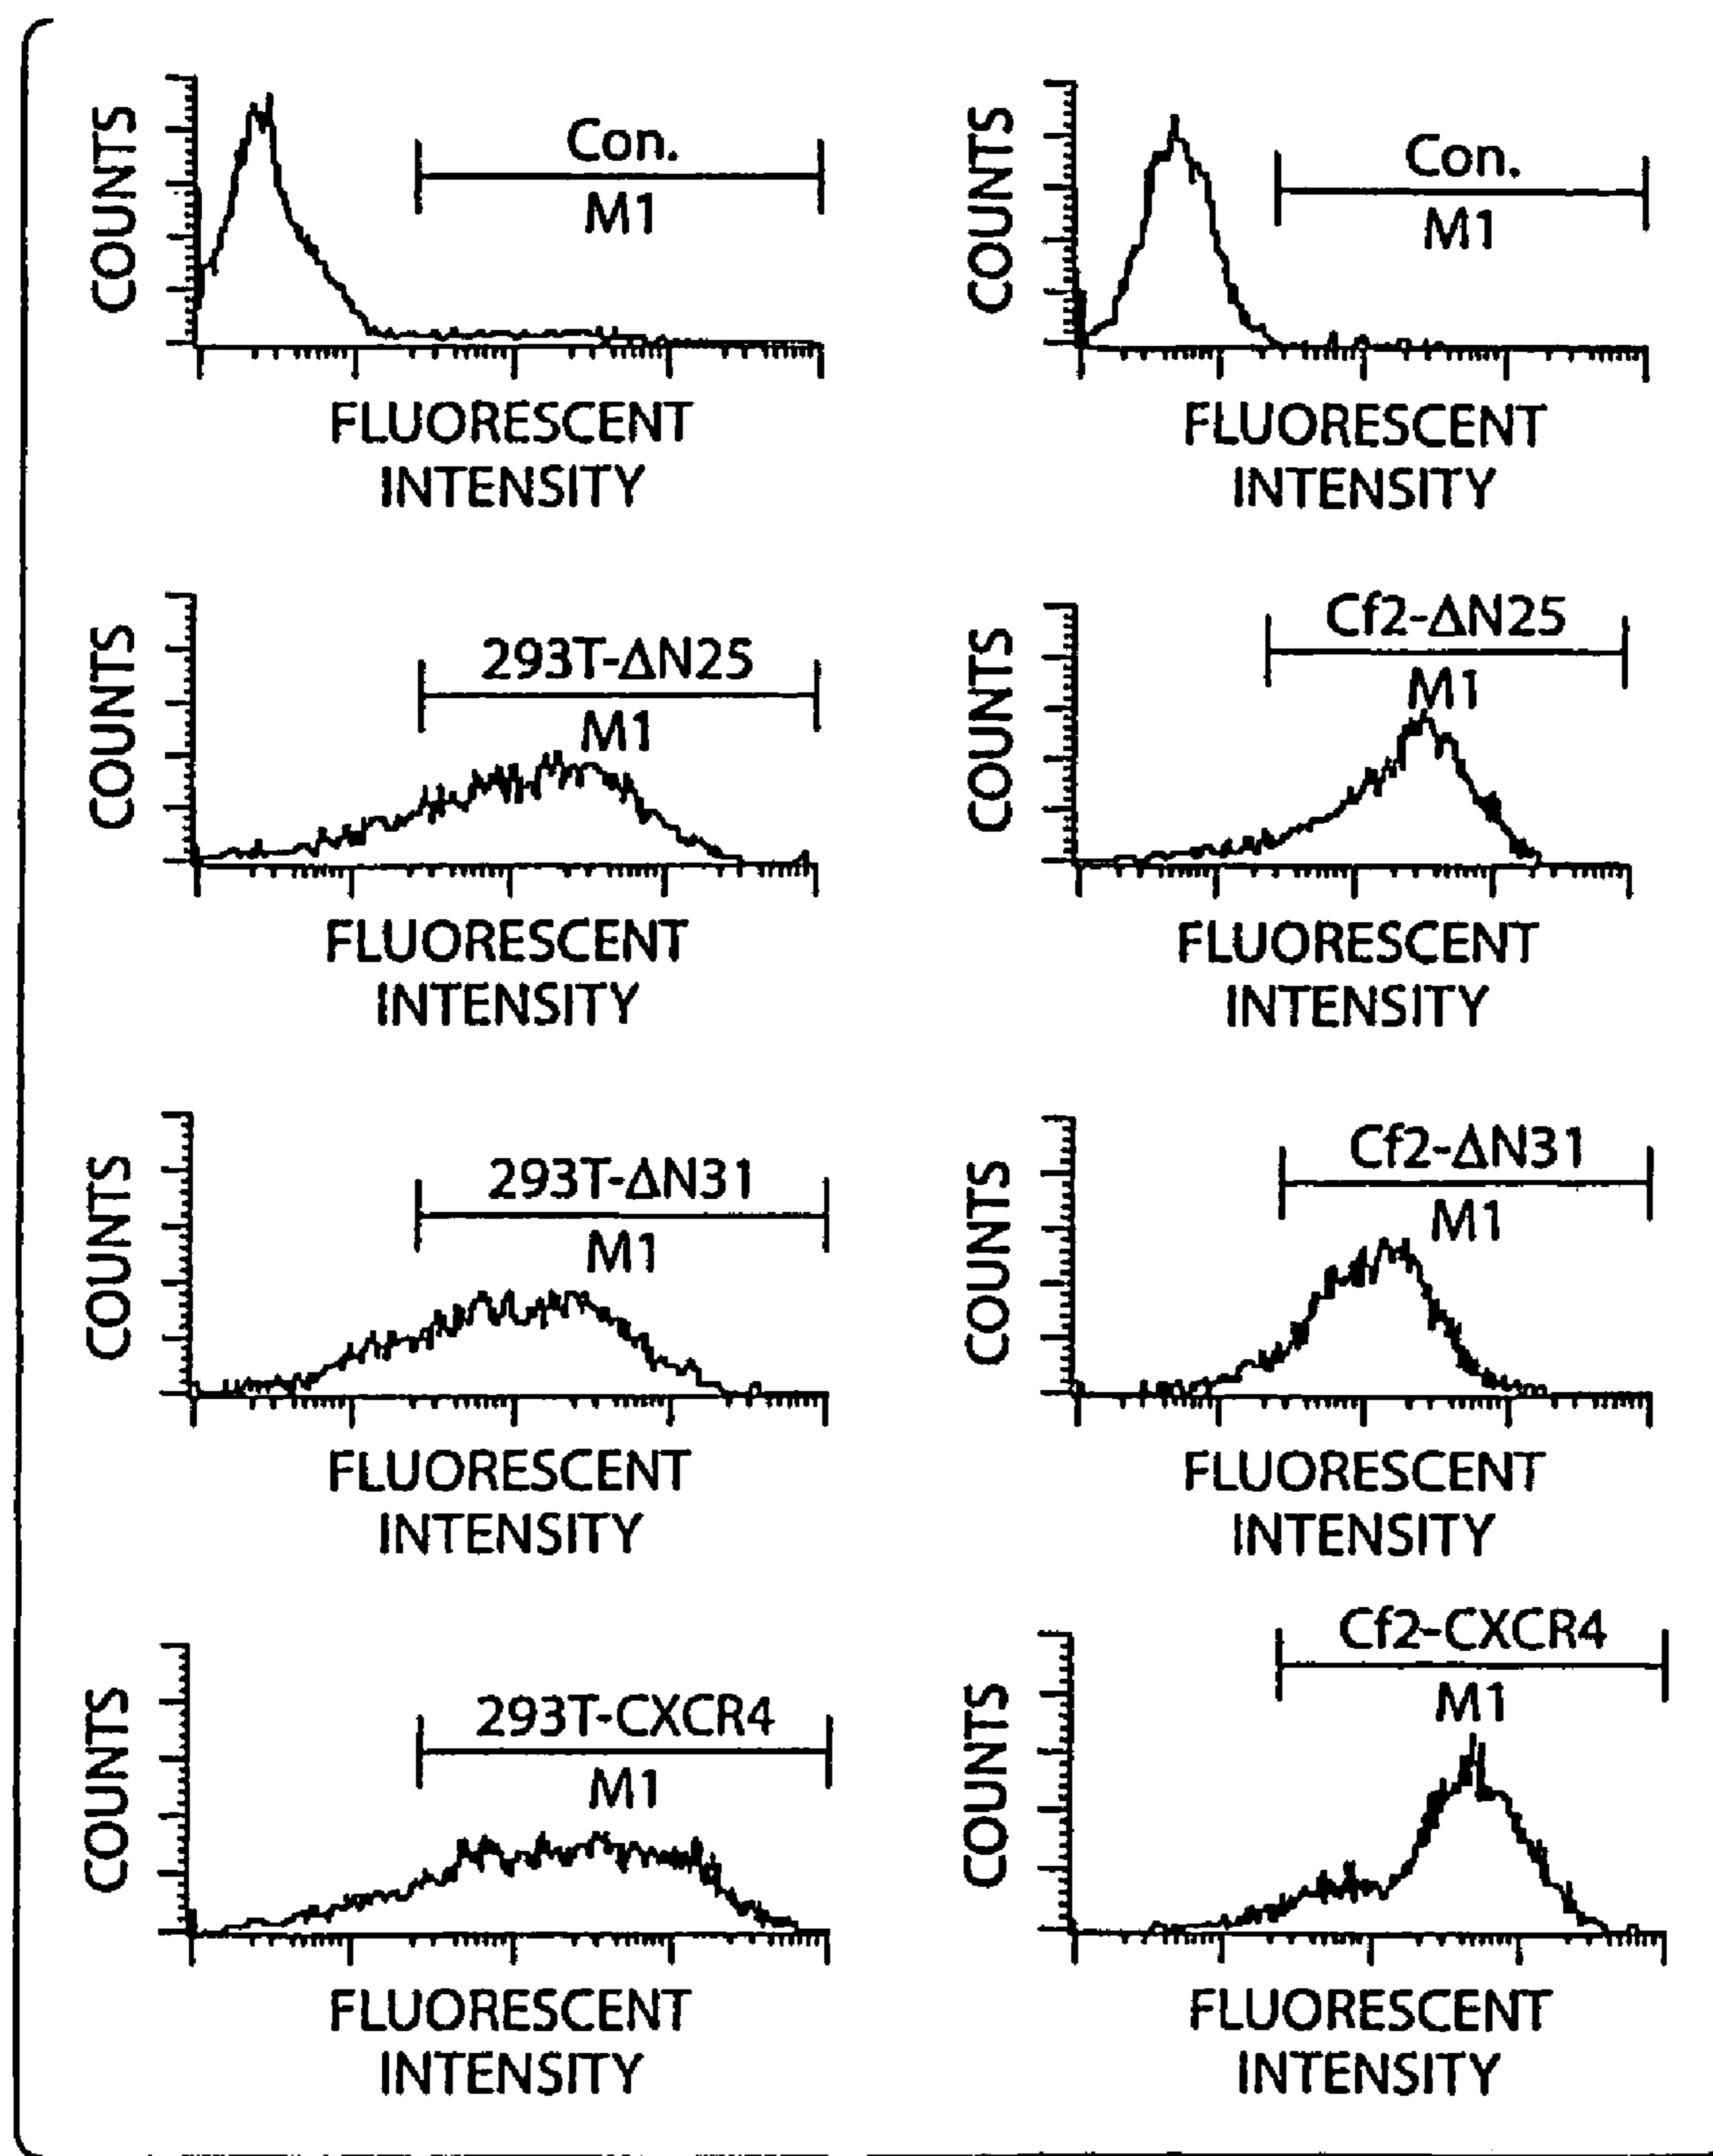 COUNTS
Con.
M1
FLUORESCENT
INTENSITY
COUNTS
Con.
M1
FLUORESCENT
INTENSITY
COUNTS
293T-ΔN25
M1
FLUORESCENT
INTENSITY
COUNTS
Cf2-ΔN25
M1
FLUORESCENT
INTENSITY
COUNTS
293T-ΔN31
M1
FLUORESCENT
INTENSITY
COUNTS
Cf2-ΔN31
M1
FLUORESCENT
INTENSITY
COUNTS
293T-CXCR4
M1
FLUORESCENT
INTENSITY
COUNTS
Cf2-CXCR4
M1
FLUORESCENT
INTENSITY